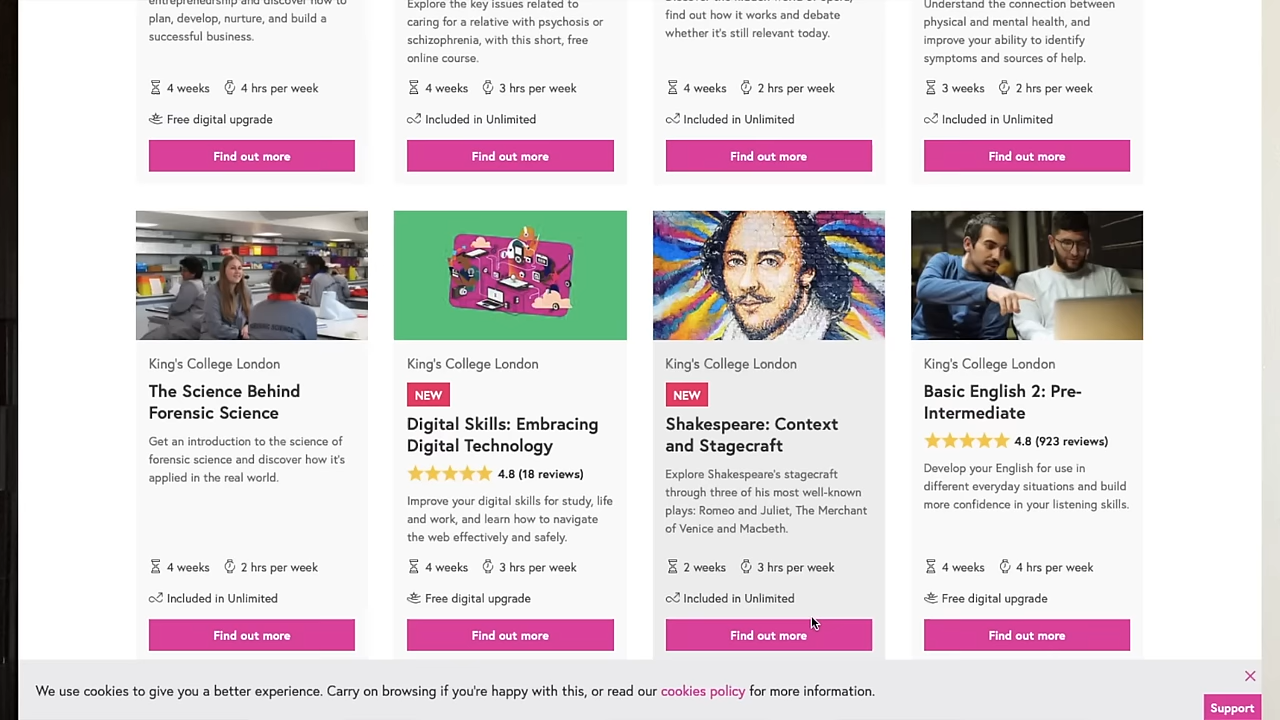 entrepreneurship and discover how to
plan, develop, nurture, and build a
successful business.
4 weeks 4 hrs per week
Free digital upgrade
Find out more
Explore the key issues related to
caring for a relative with psychosis or
schizophrenia, with this short, free
online course.
4 weeks 3 hrs per week
Included in Unlimited
Find out more
find out how it works and debate
whether it's still relevant today.
4 weeks 2 hrs per week
Included in Unlimited
Find out more
Understand the connection between
physical and mental health, and
improve your ability to identify
symptoms and sources of help.
3 weeks 2 hrs per week
Included in Unlimited
Find out more
King's College London
The Science Behind
Forensic Science
Get an introduction to the science of
forensic science and discover how it's
applied in the real world.
4 weeks 2 hrs per week
Included in Unlimited
Find out more
King's College London
NEW
Digital Skills: Embracing
Digital Technology
4.8 (18 reviews)
Improve your digital skills for study, life
and work, and learn how to navigate
the web effectively and safely.
4 weeks 3 hrs per week
Free digital upgrade
Find out more
King's College London
NEW
Shakespeare: Context
and Stagecraft
Explore Shakespeare's stagecraft
through three of his most well-known
plays: Romeo and Juliet, The Merchant
of Venice and Macbeth.
2 weeks 3 hrs per week
Included in Unlimited
Find out more
King's College London
Basic English 2: Pre-
Intermediate
4.8 (923 reviews)
Develop your English for use in
different everyday situations and build
more confidence in your listening skills.
4 weeks 4 hrs per week
Free digital upgrade
Find out more
We use cookies to give you a better experience. Carry on browsing if you're happy with this, or read our cookies policy for more information.
Support